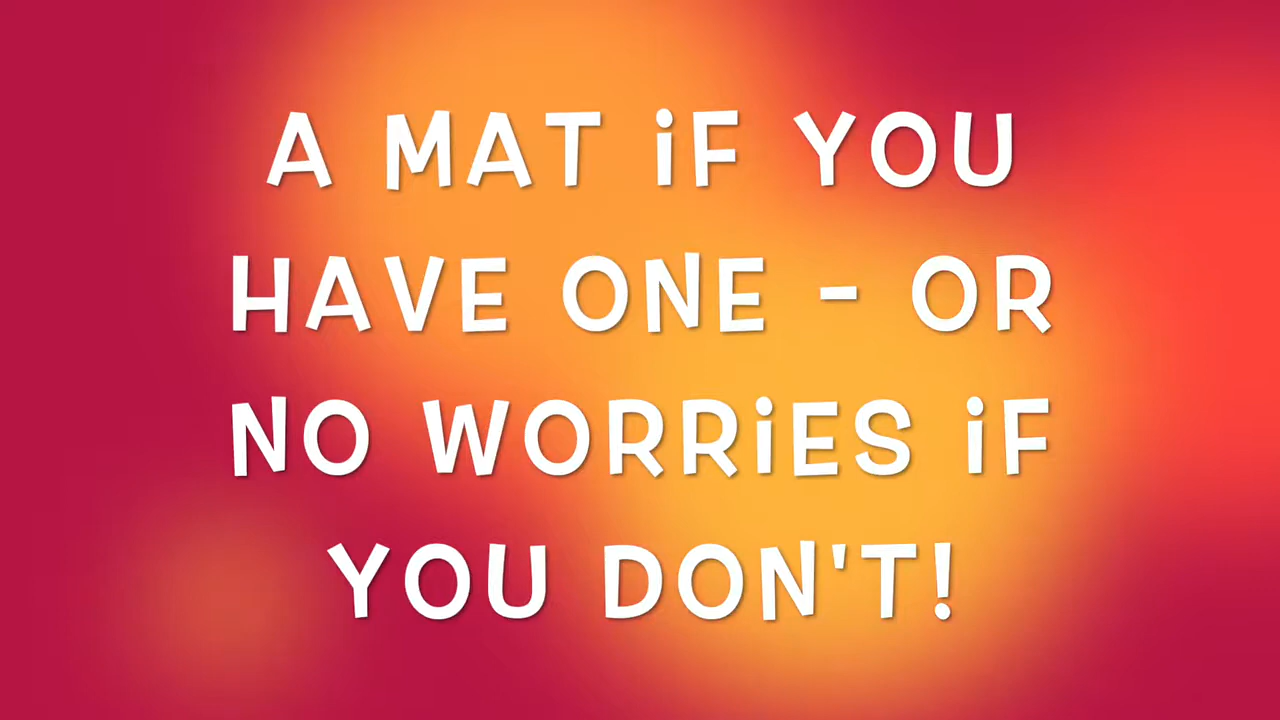 A MAT iF YOU
HAVE ONE - OR
NO WORRiES iF
YOU DON'T!